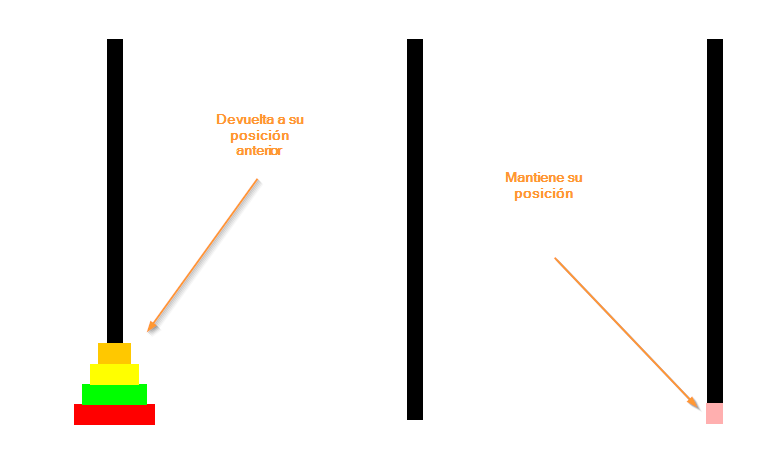 Devuelta a su
posición
anterior
Mantiene su
posición